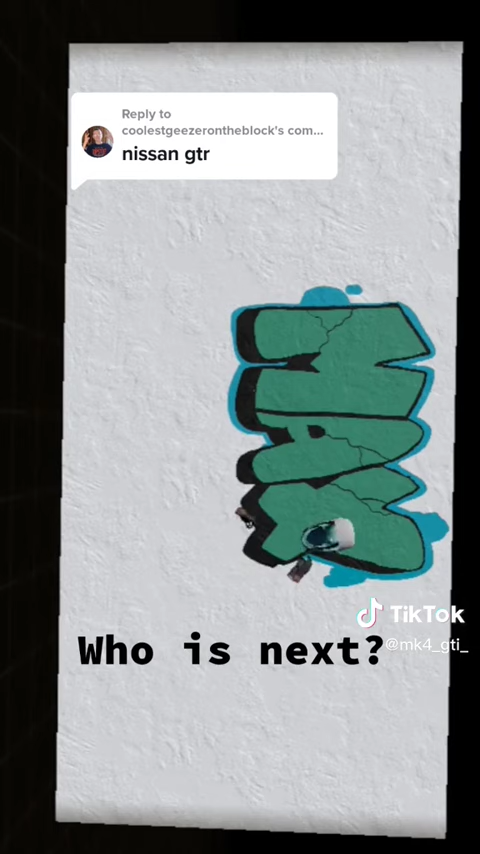 Reply to
coolestgeezerontheblock's com...
nissan gtr
TikTok
Who is next?
@mk4_gti_